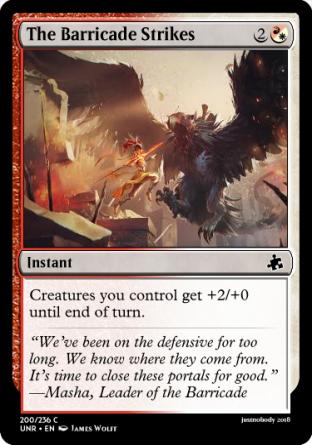 The Barricade Strikes 2
Instant
Creatures you control get +2/+0
until end of turn.
“We’ve been on the defensive for too
long. We know where they come from.
It’s time to close these portals for good.”
—Masha, Leader of the Barricade
200/236 C
UNR • EN James Wolff
justnobody 2018